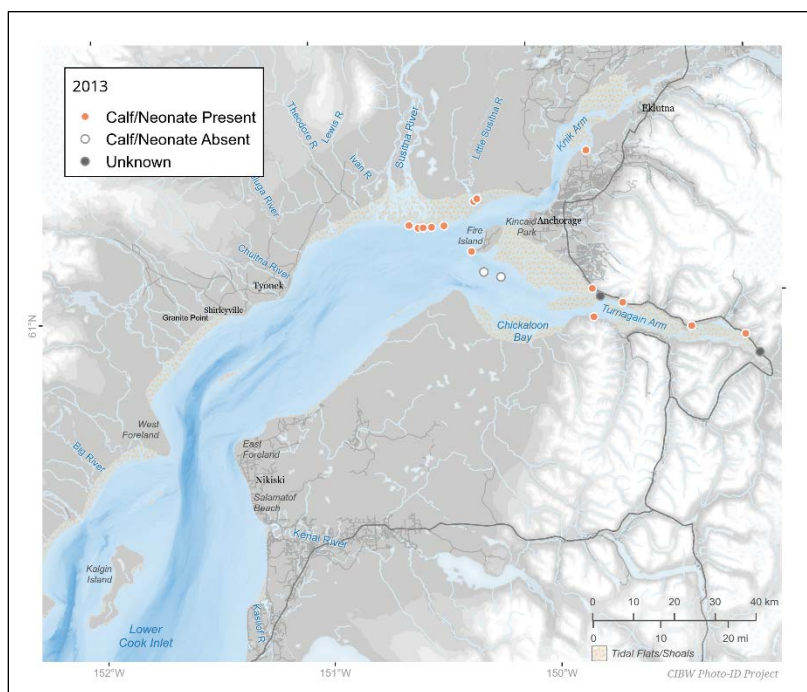 2013
Calf/Neonate Present
Calf/Neonate Absent
Unknown
Theodore R
Lewis R
Ivan R
Susitna River
Little Susitna R
Knik Arm
Eklutna
Chuitna River
Tyonek
Shirleyville
Granite Point
Fire
Island
Kincaid
Park
Anchorage
61°N
Chickaloon
Bay
Turnagain Arm
West
Foreland
East
Foreland
Big River
Nikiski
Salamatof
Beach
Kenai River
Kalgin
Island
Lower
Cook Inlet
Kasilof R
0 10 20 30 40 km
0 10 20 mi
Tidal Flats/Shoals
152°W
151°W
150°W
CIBW Photo-ID Project